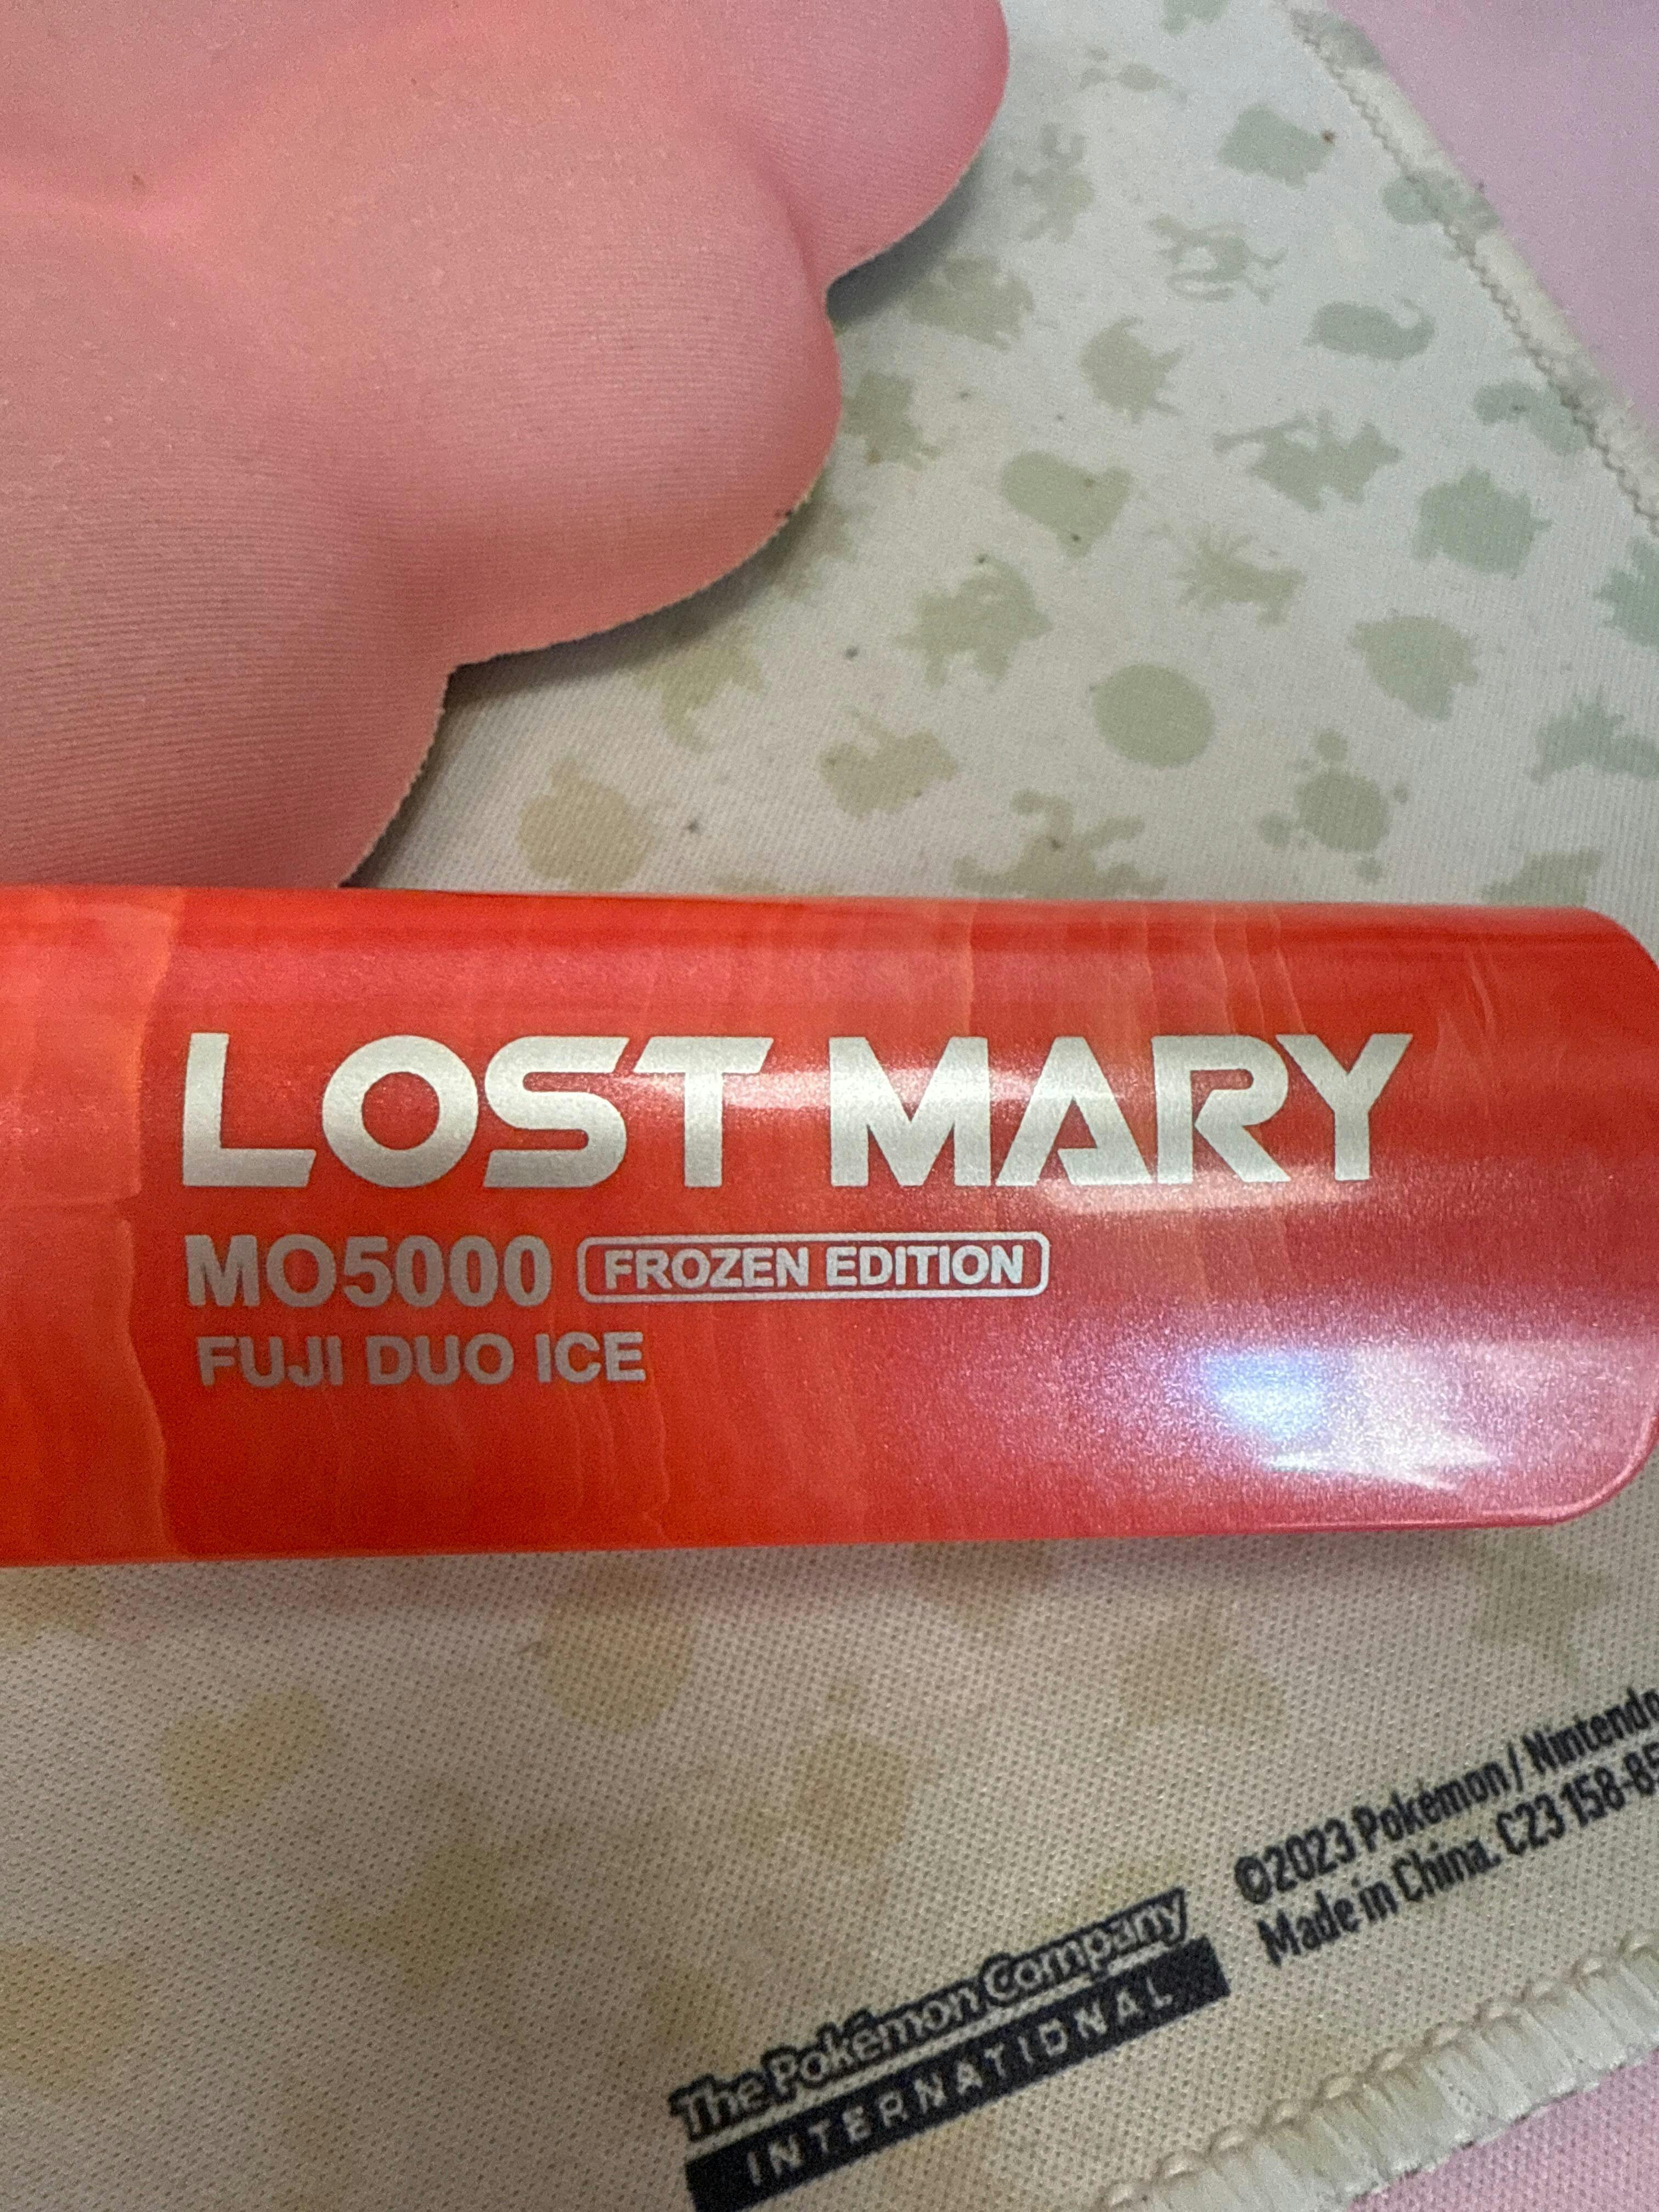 LOST MARY
MO5000 FROZEN EDITION
FUJI DUO ICE
The Pokémon Company
INTERNATIONAL
©2023 Pokémon / Nintendo
Made in China. C23 158-85